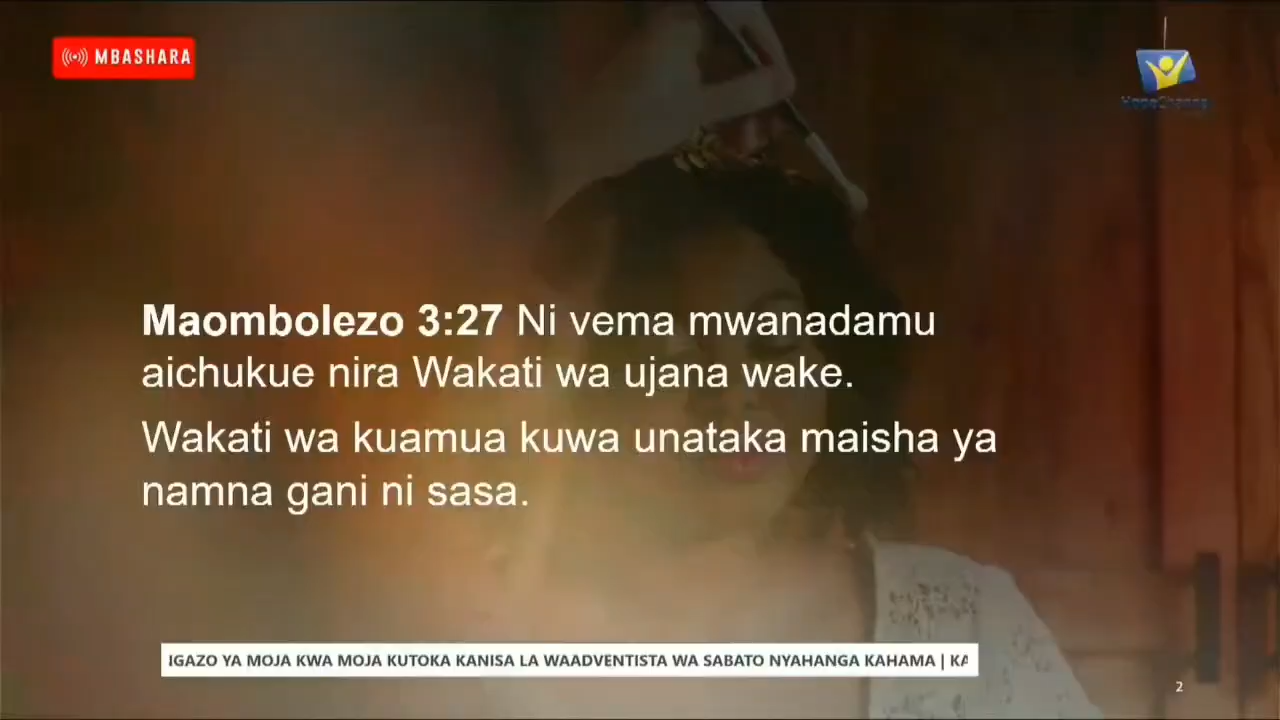 MBASHARA
HopeChannel
Maombolezo 3:27 Ni vema mwanadamu
aichukue nira Wakati wa ujana wake.
Wakati wa kuamua kuwa unataka maisha ya
namna gani ni sasa.
IGAZO YA MOJA KWA MOJA KUTOKA KANISA LA WAADVENTISTA WA SABATO NYAHANGA KAHAMA | KA
2